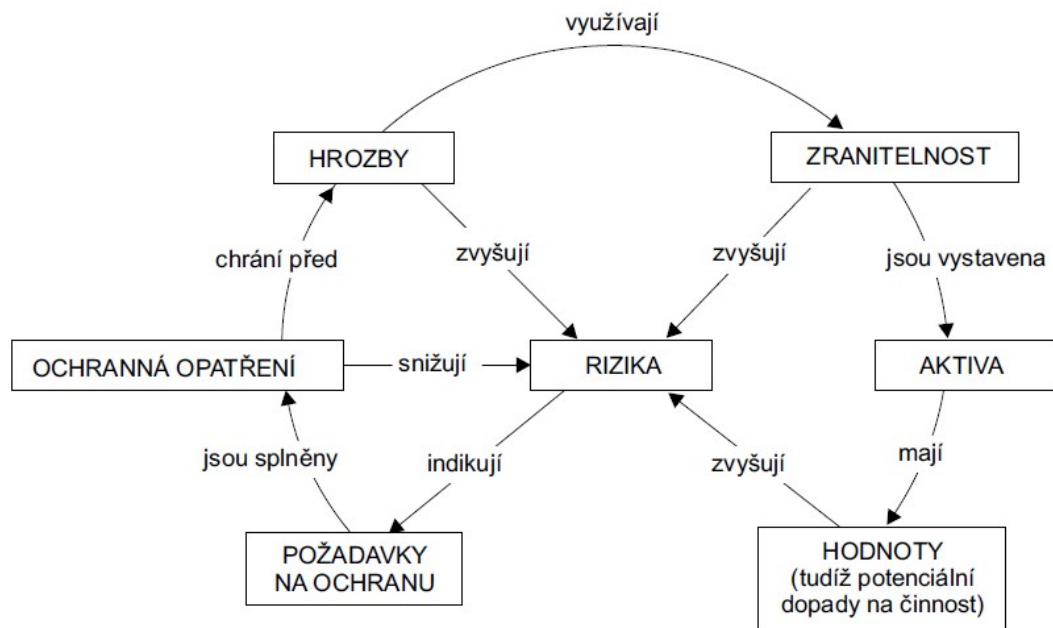 využívají
HROZBY
ZRANITELNOST
chrání před
zvyšují
zvyšují
jsou vystavena
OCHRANNÁ OPATŘENÍ
snižují
RIZIKA
AKTIVA
jsou splněny
indikují
zvyšují
mají
POŽADAVKY
NA OCHRANU
HODNOTY
(tudíž potenciální
dopady na činnost)